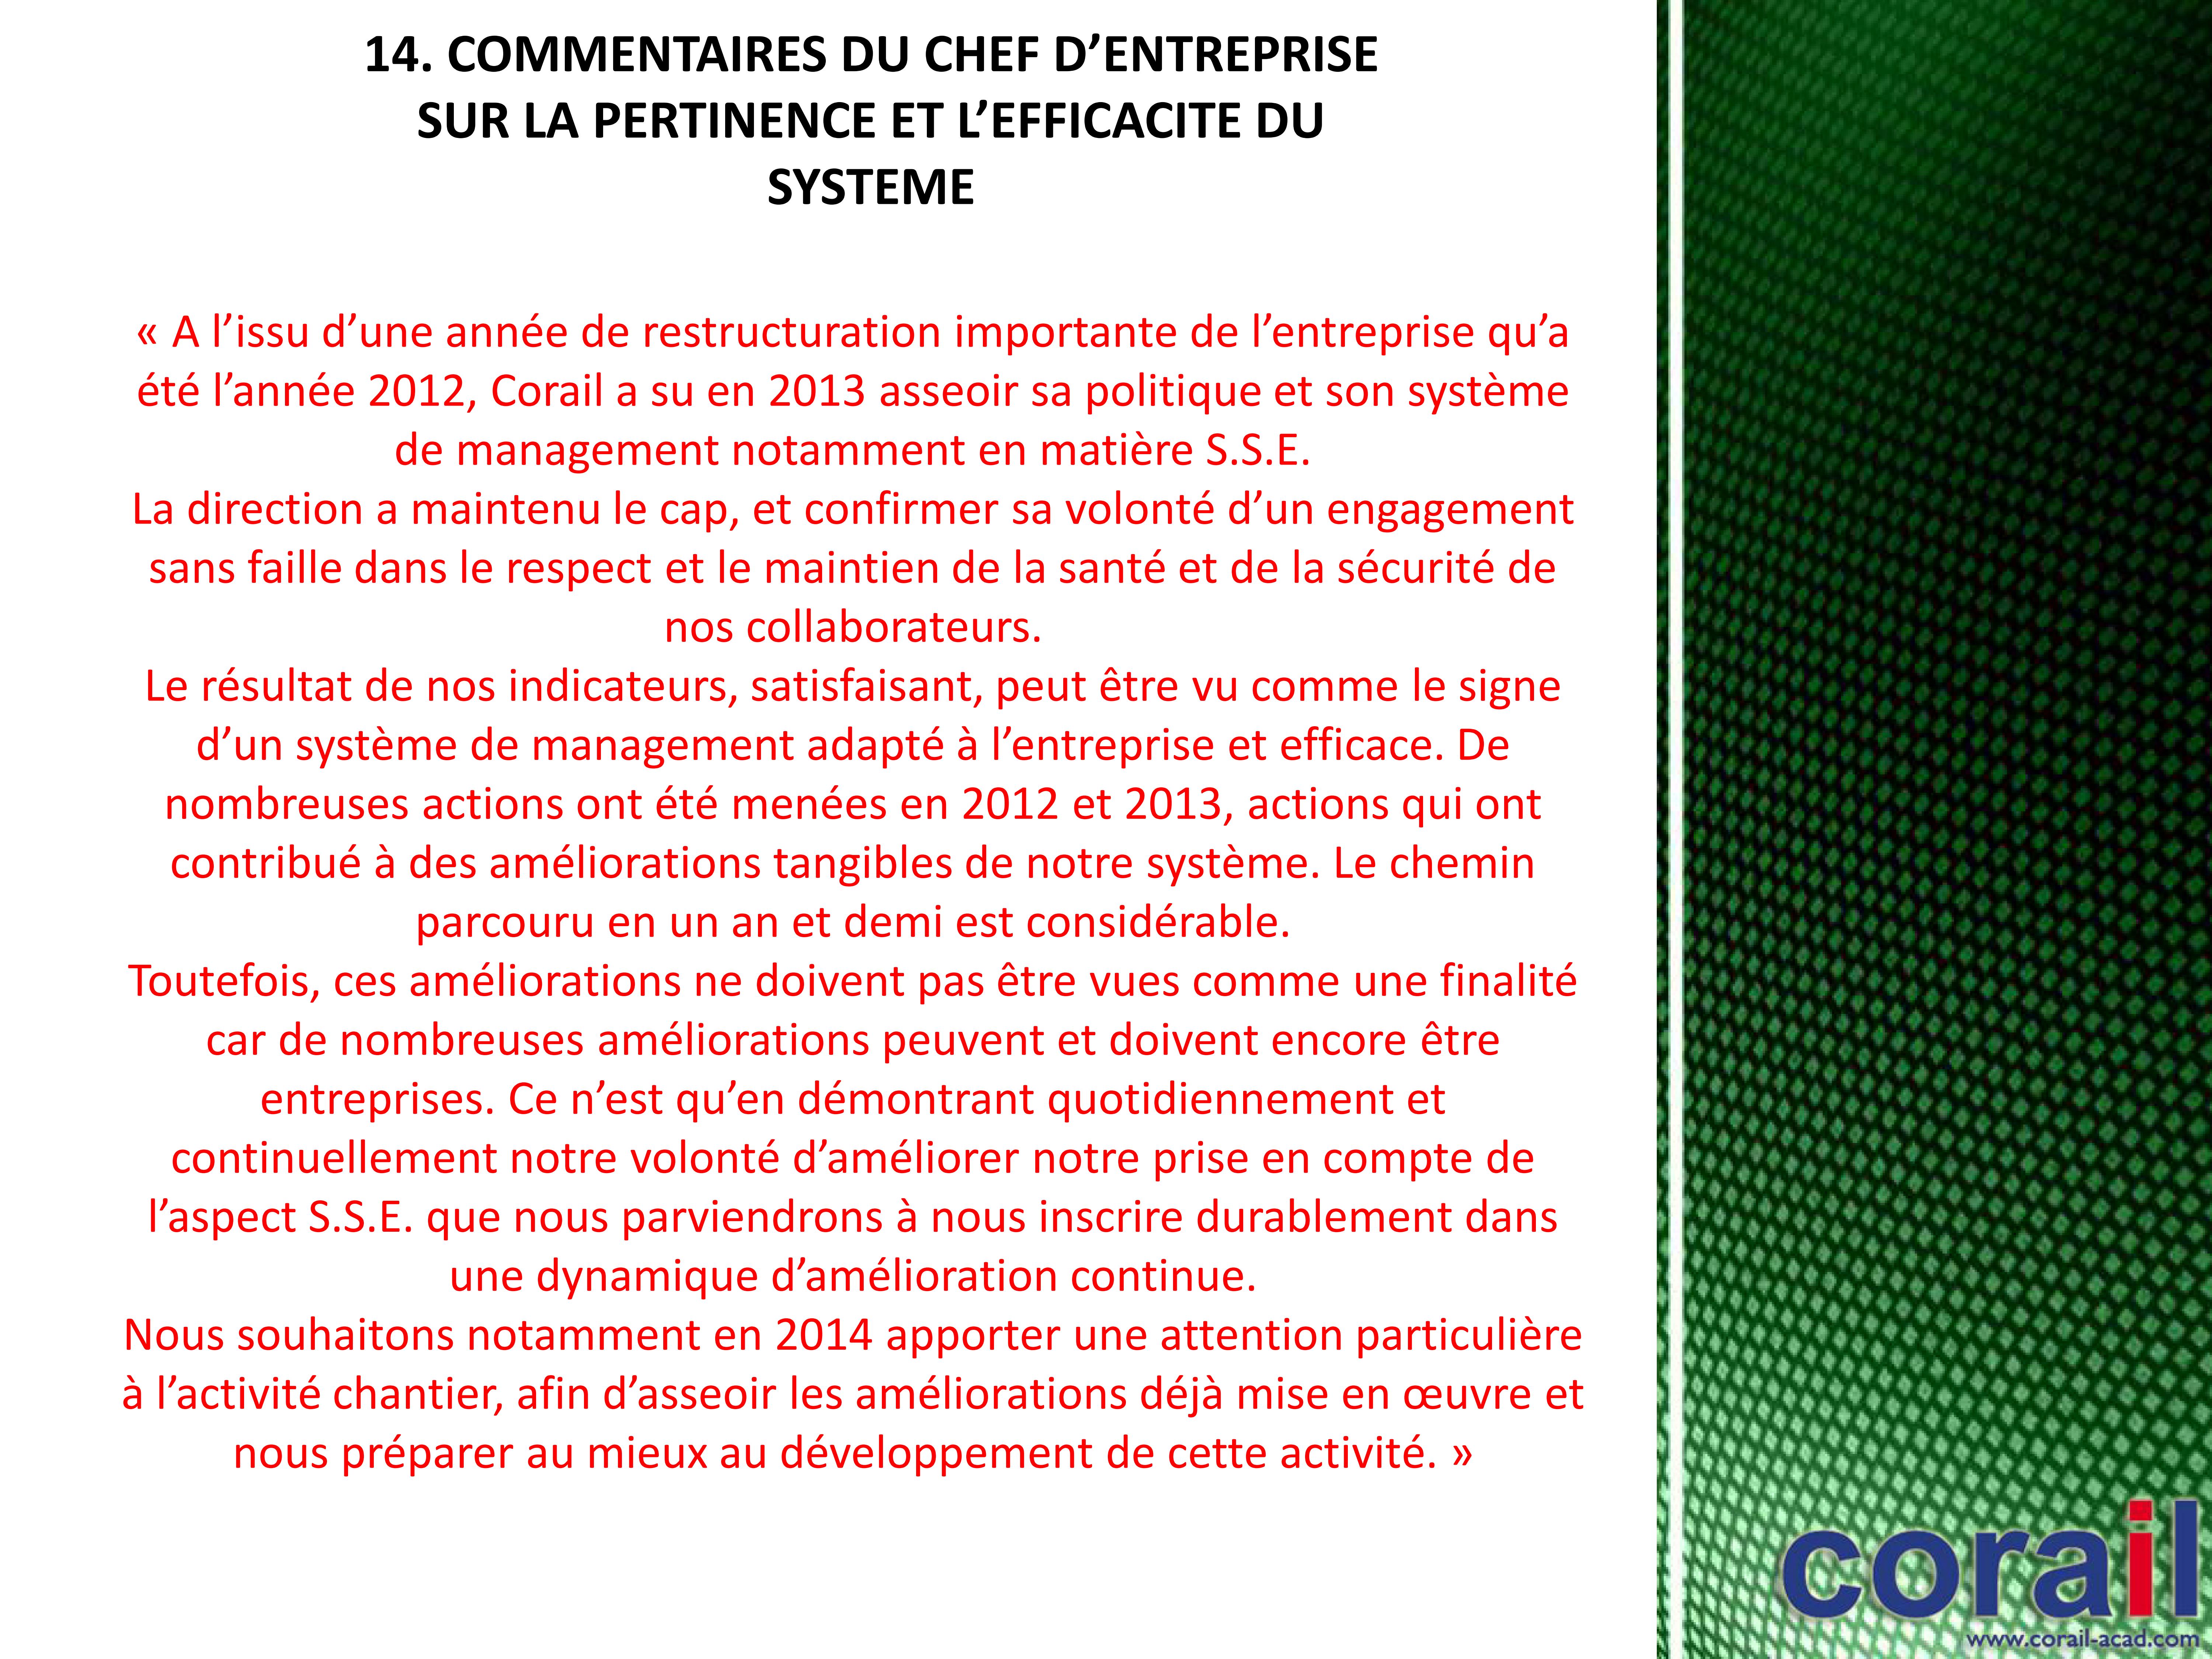 14. COMMENTAIRES DU CHEF D’ENTREPRISE
SUR LA PERTINENCE ET L’EFFICACITE DU
SYSTEME
« A l’issu d’une année de restructuration importante de l’entreprise qu’a
été l’année 2012, Corail a su en 2013 asseoir sa politique et son système
de management notamment en matière S.S.E.
La direction a maintenu le cap, et confirmer sa volonté d’un engagement
sans faille dans le respect et le maintien de la santé et de la sécurité de
nos collaborateurs.
Le résultat de nos indicateurs, satisfaisant, peut être vu comme le signe
d’un système de management adapté à l’entreprise et efficace. De
nombreuses actions ont été menées en 2012 et 2013, actions qui ont
contribué à des améliorations tangibles de notre système. Le chemin
parcouru en un an et demi est considérable.
Toutefois, ces améliorations ne doivent pas être vues comme une finalité
car de nombreuses améliorations peuvent et doivent encore être
entreprises. Ce n’est qu’en démontrant quotidiennement et
continuellement notre volonté d’améliorer notre prise en compte de
l’aspect S.S.E. que nous parviendrons à nous inscrire durablement dans
une dynamique d’amélioration continue.
Nous souhaitons notamment en 2014 apporter une attention particulière
à l’activité chantier, afin d’asseoir les améliorations déjà mise en œuvre et
nous préparer au mieux au développement de cette activité. »
corail
www.corail-acad.com